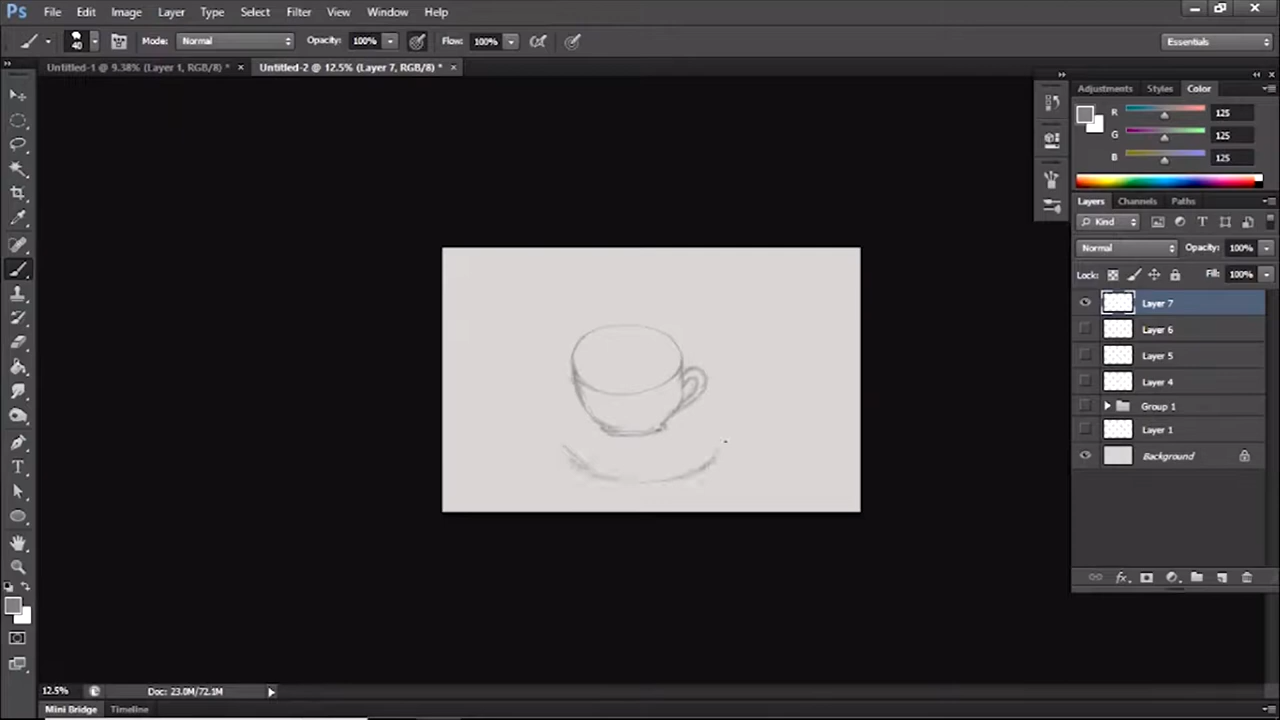 Ps File Edit Image Layer Type Select Filter View Window Help
40 Mode: Normal Opacity: 100% Flow: 100% Essentials
Untitled-1 @ 9.38% (Layer 1, RGB/8) * × Untitled-2 @ 12.5% (Layer 7, RGB/8) * ×
Adjustments Styles Color
R 125
G 125
B 125
Layers Channels Paths
Kind
Normal Opacity: 100%
Lock: Fill: 100%
Layer 7
Layer 6
Layer 5
Layer 4
Group 1
Layer 1
Background
T
12.5% Doc: 23.0M/72.1M
Mini Bridge Timeline